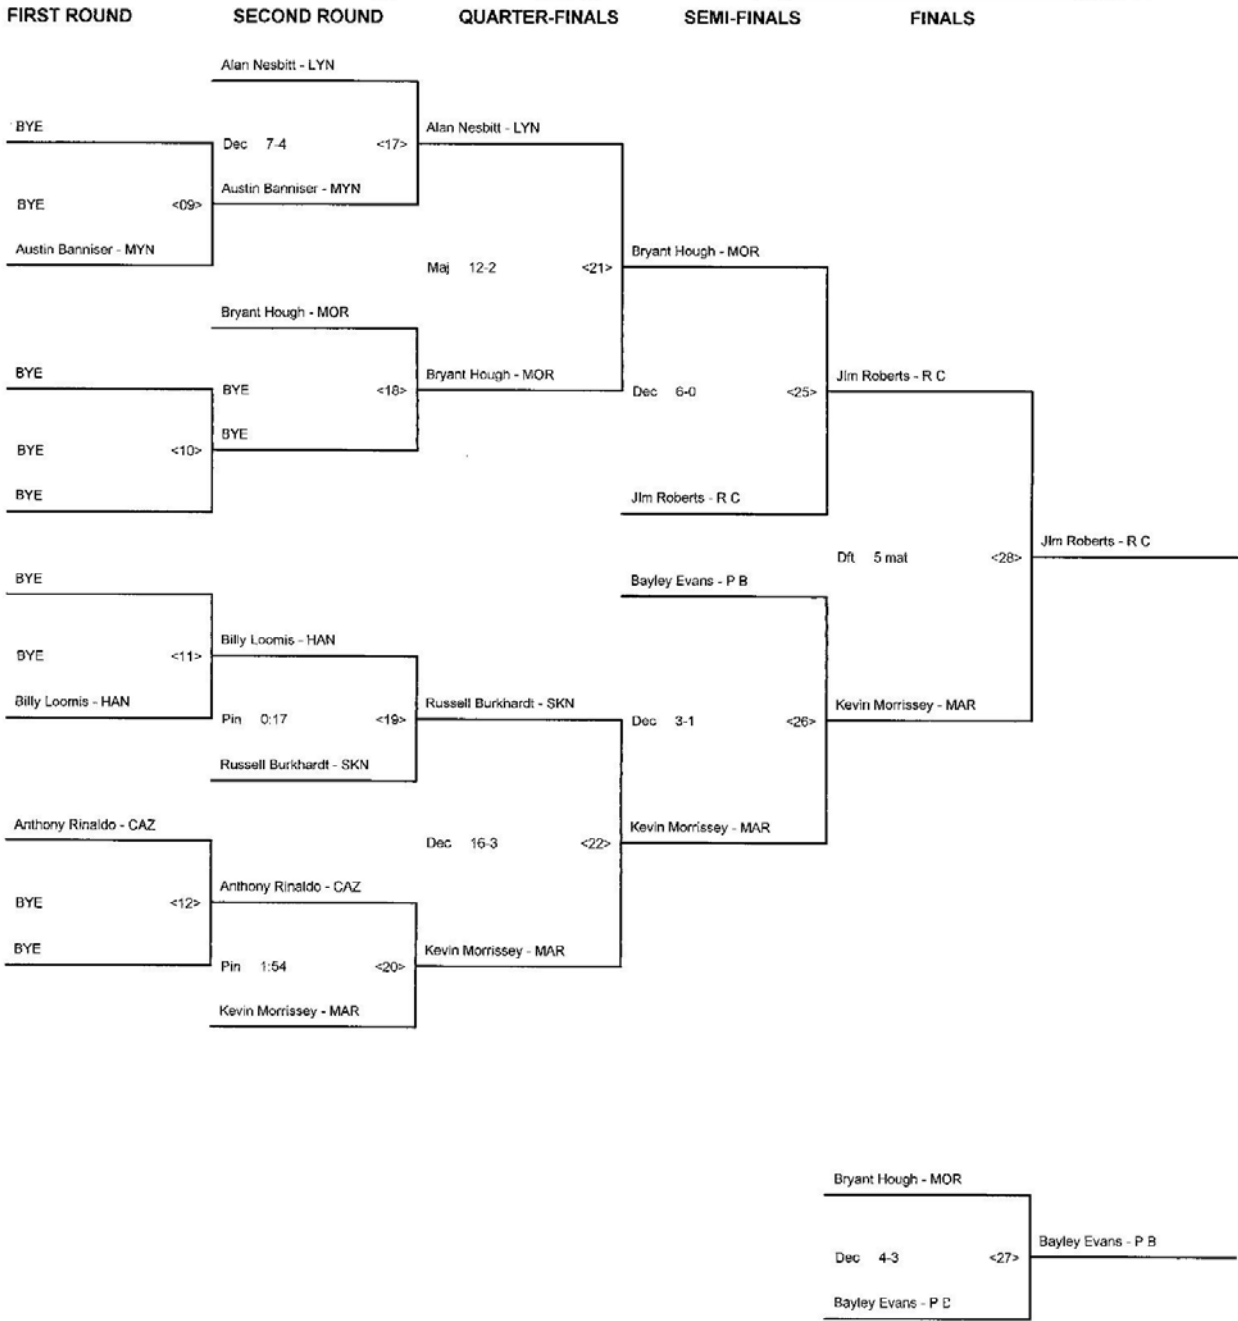 FIRST ROUND SECOND ROUND QUARTER-FINALS SEMI-FINALS FINALS
Alan Nesbitt - LYN
BYE
Alan Nesbitt - LYN
Dec 7-4 <17>
Austin Banniser - MYN
BYE <09>
Austin Banniser - MYN
Bryant Hough - MOR
Maj 12-2 <21>
Bryant Hough - MOR
BYE
Bryant Hough - MOR
Jim Roberts - R C
BYE <18>
Dec 6-0 <25>
BYE
BYE <10>
BYE
Jim Roberts - R C
Jim Roberts - R C
Dft 5 mat <28>
BYE
Bayley Evans - P B
Billy Loomis - HAN
BYE <11>
Billy Loomis - HAN
Russell Burkhardt - SKN
Kevin Morrissey - MAR
Pin 0:17 <19>
Dec 3-1 <26>
Russell Burkhardt - SKN
Anthony Rinaldo - CAZ
Kevin Morrissey - MAR
Dec 16-3 <22>
Anthony Rinaldo - CAZ
BYE <12>
BYE
Kevin Morrissey - MAR
Pin 1:54 <20>
Kevin Morrissey - MAR
Bryant Hough - MOR
Bayley Evans - P B
Dec 4-3 <27>
Bayley Evans - P B